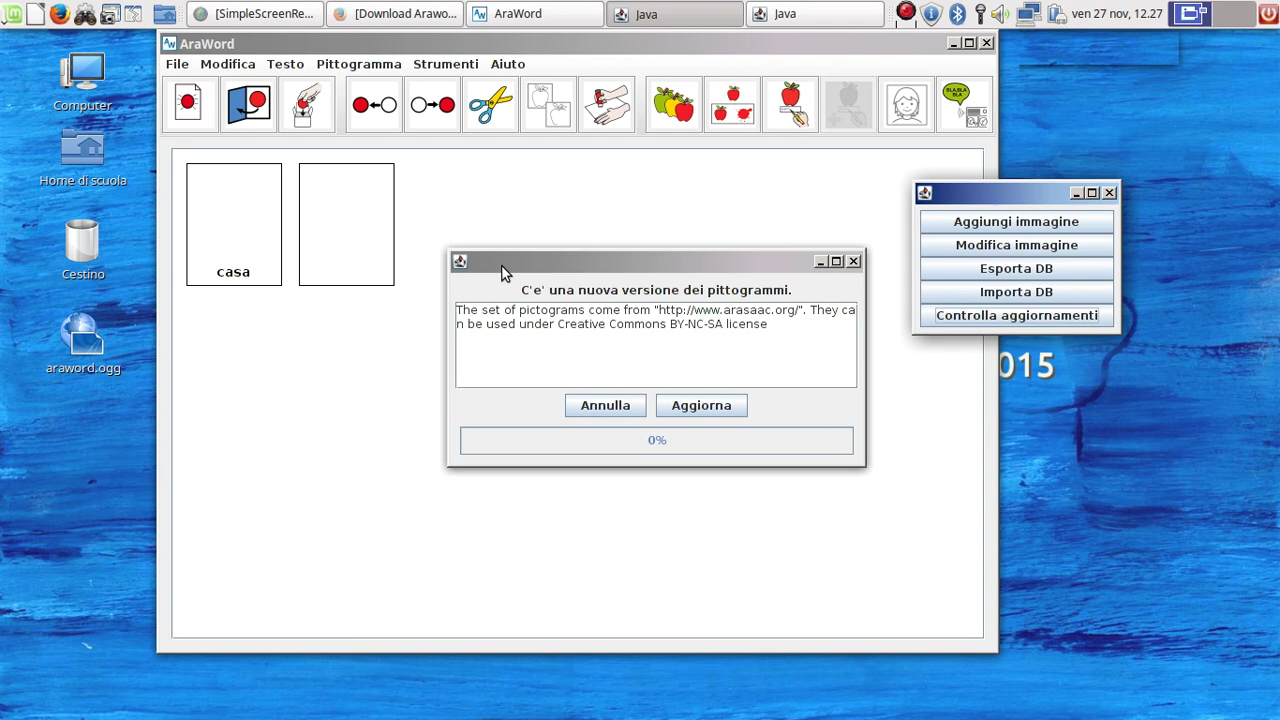 [SimpleScreenRe...
[Download Arawo...
AraWord
Java
Java
ven 27 nov, 12.27
AraWord
File Modifica Testo Pittogramma Strumenti Aiuto
BLA,BLA,
BLA
Computer
Home di scuola
Cestino
araword.ogg
casa
C'e' una nuova versione dei pittogrammi.
The set of pictograms come from "http://www.arasaac.org/". They ca
n be used under Creative Commons BY-NC-SA license
Annulla Aggiorna
0%
Aggiungi immagine
Modifica immagine
Esporta DB
Importa DB
Controlla aggiornamenti
015